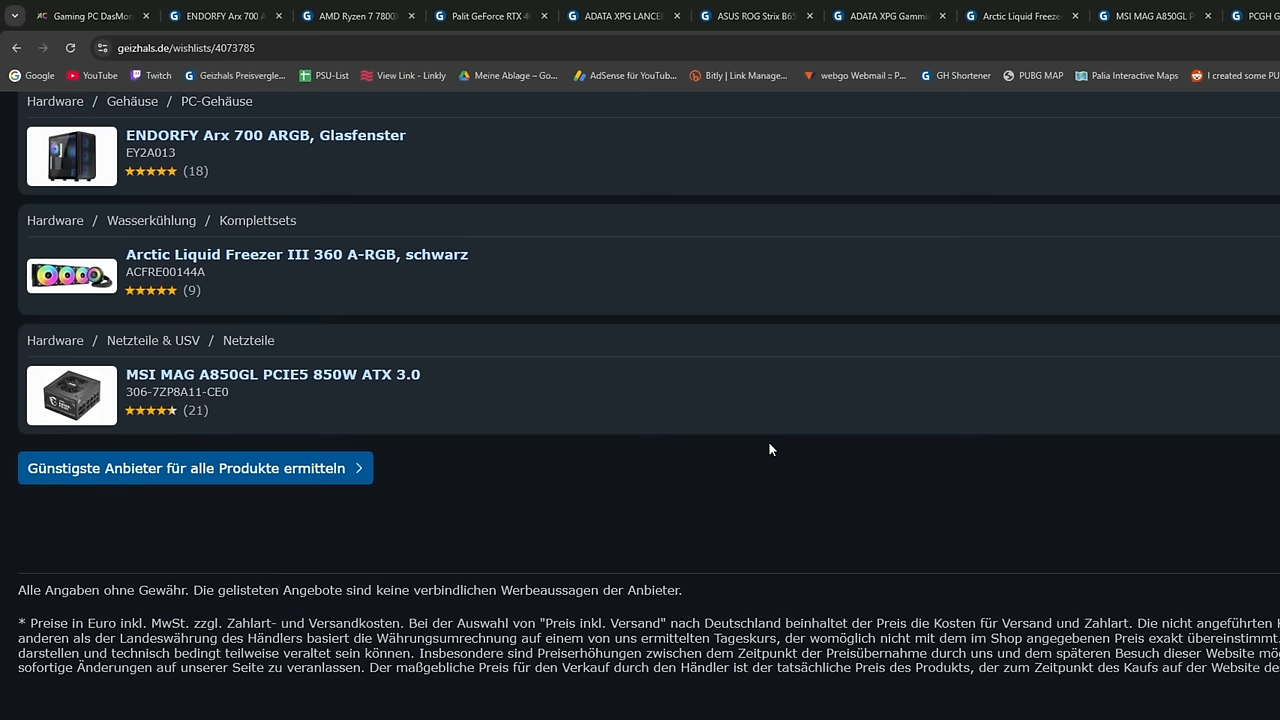 Gaming PC DasMon
ENDORFY Arx 700 A
AMD Ryzen 7 7800X
Palit GeForce RTX 40
ADATA XPG LANCER
ASUS ROG Strix B65
ADATA XPG Gammi
Arctic Liquid Freeze
MSI MAG A850GL P
PCGH G
geizhals.de/wishlists/4073785
Google
YouTube
Twitch
Geizhals Preisvergle...
PSU-List
View Link - Linkly
Meine Ablage – Go...
AdSense für YouTub...
Bitly | Link Manage...
webgo Webmail :: P...
GH Shortener
PUBG MAP
Palia Interactive Maps
I created some PU
Hardware / Gehäuse / PC-Gehäuse
ENDORFY Arx 700 ARGB, Glasfenster
EY2A013
★★★★★ (18)
Hardware / Wasserkühlung / Komplettsets
Arctic Liquid Freezer III 360 A-RGB, schwarz
ACFRE00144A
★★★★★ (9)
Hardware / Netzteile & USV / Netzteile
MSI MAG A850GL PCIE5 850W ATX 3.0
306-7ZP8A11-CE0
★★★★★ (21)
Günstigste Anbieter für alle Produkte ermitteln
Alle Angaben ohne Gewähr. Die gelisteten Angebote sind keine verbindlichen Werbeaussagen der Anbieter.
* Preise in Euro inkl. MwSt. zzgl. Zahlart- und Versandkosten. Bei der Auswahl von "Preis inkl. Versand" nach Deutschland beinhaltet der Preis die Kosten für Versand und Zahlart. Die nicht angeführten K
anderen als der Landeswährung des Händlers basiert die Währungsumrechnung auf einem von uns ermittelten Tageskurs, der womöglich nicht mit dem im Shop angegebenen Preis exakt übereinstimmt.
darstellen und technisch bedingt teilweise veraltet sein können. Insbesondere sind Preiserhöhungen zwischen dem Zeitpunkt der Preisübernahme durch uns und dem späteren Besuch dieser Website mö
sofortige Änderungen auf unserer Seite zu veranlassen. Der maßgebliche Preis für den Verkauf durch den Händler ist der tatsächliche Preis des Produkts, der zum Zeitpunkt des Kaufs auf der Website de